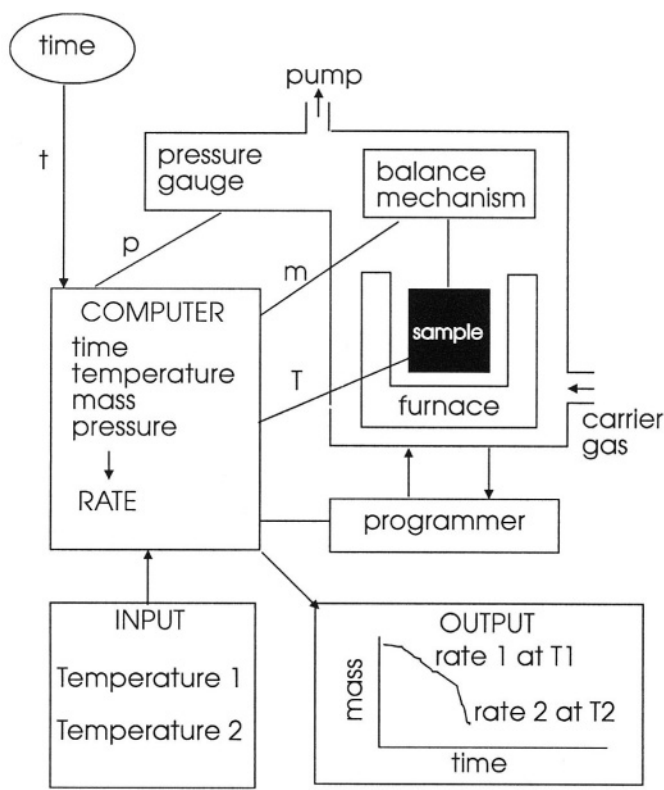 time
pump
t
pressure
gauge
balance
mechanism
p
m
COMPUTER
time
temperature
mass
pressure
RATE
T
sample
furnace
carrier
gas
programmer
INPUT
Temperature 1
Temperature 2
OUTPUT
mass
rate 1 at T1
rate 2 at T2
time